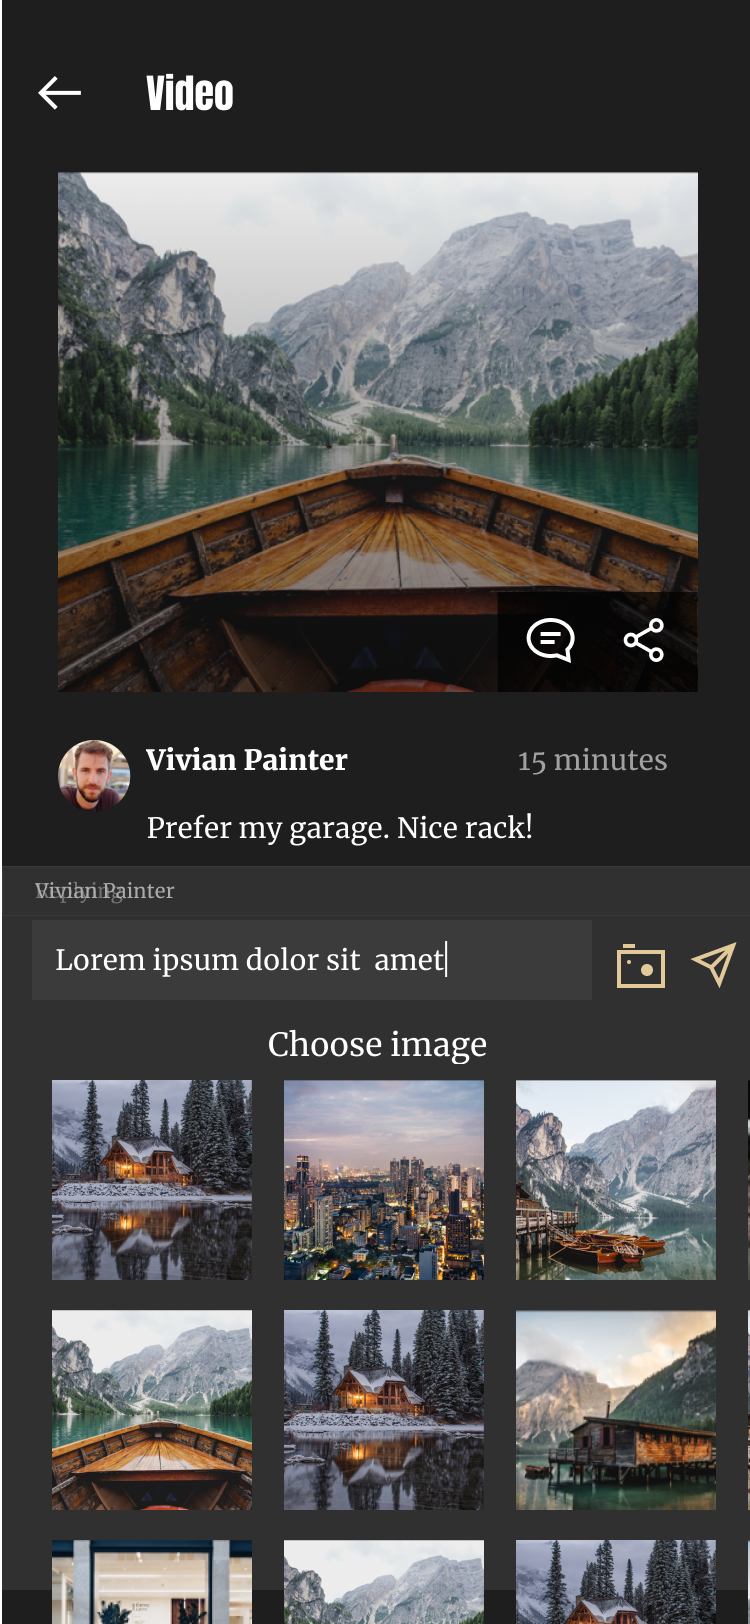 Video
Vivian Painter
15 minutes
Prefer my garage. Nice rack!
Replying
Vivian Painter
Lorem ipsum dolor sit  amet
Choose image